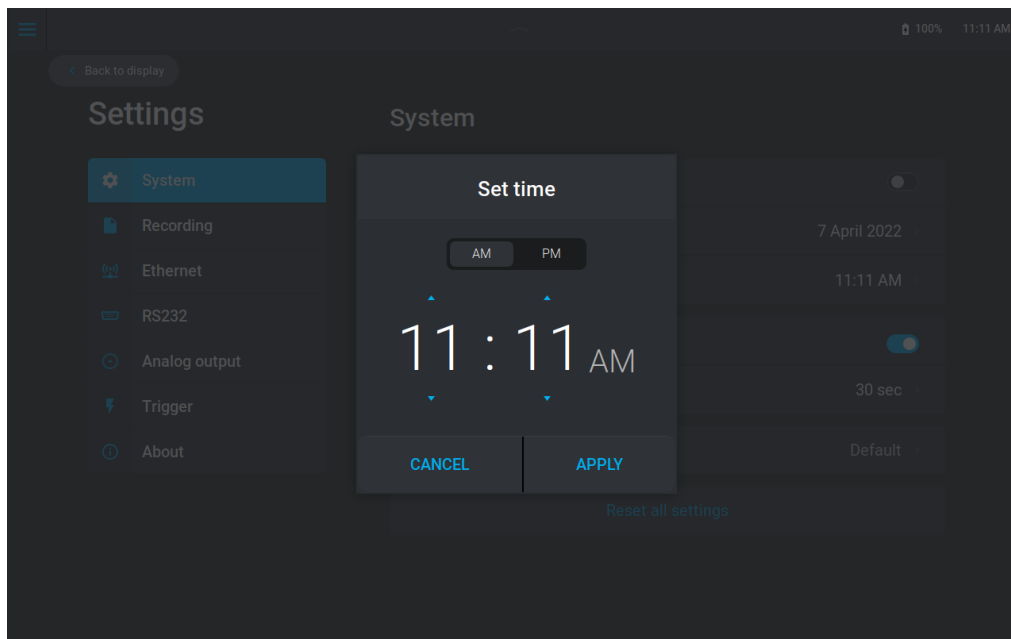 100% 11:11 AM
Back to display
Settings
System
System
Recording
Ethernet
RS232
Analog output
Trigger
About
7 April 2022
11:11 AM
30 sec
Default
Reset all settings
Set time
AM PM
11 : 11 AM
CANCEL APPLY